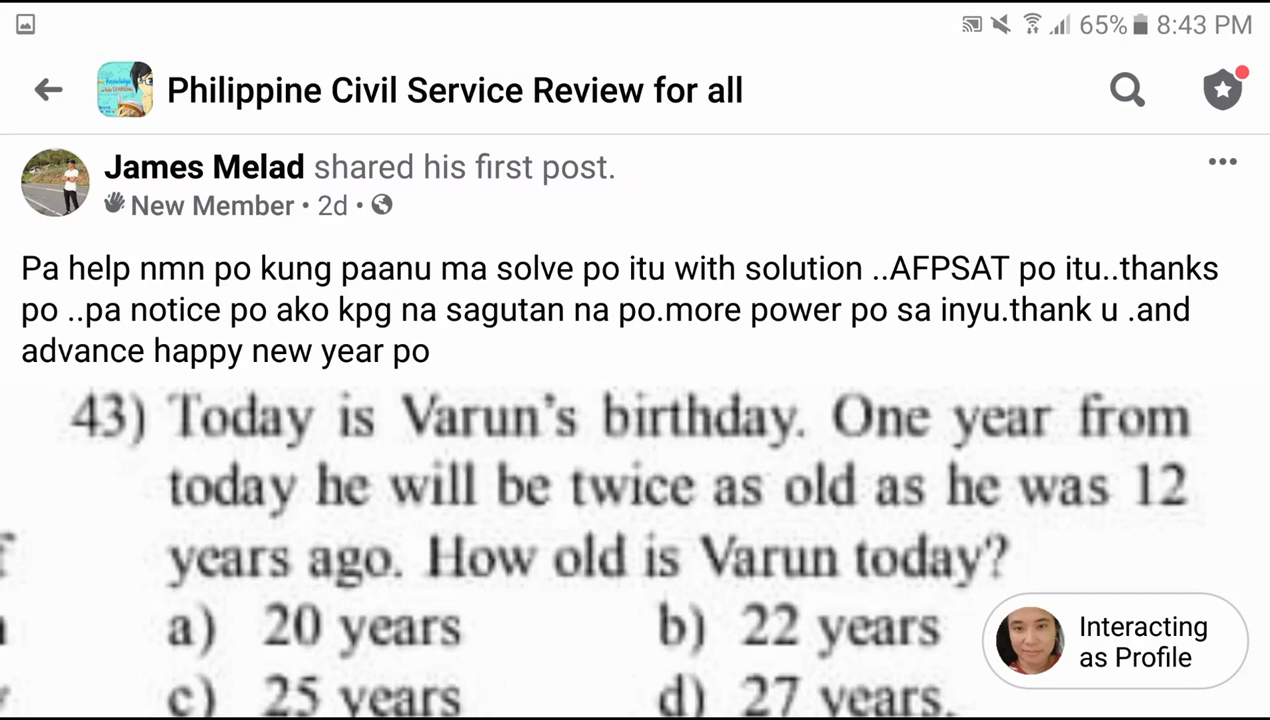 65% 8:43 PM
Philippine Civil Service Review for all
James Melad shared his first post.
New Member • 2d •
Pa help nmn po kung paanu ma solve po itu with solution ..AFPSAT po itu..thanks
po ..pa notice po ako kpg na sagutan na po.more power po sa inyu.thank u .and
advance happy new year po
43) Today is Varun's birthday. One year from
today he will be twice as old as he was 12
years ago. How old is Varun today?
a) 20 years b) 22 years
c) 25 years d) 27 years.
Interacting
as Profile